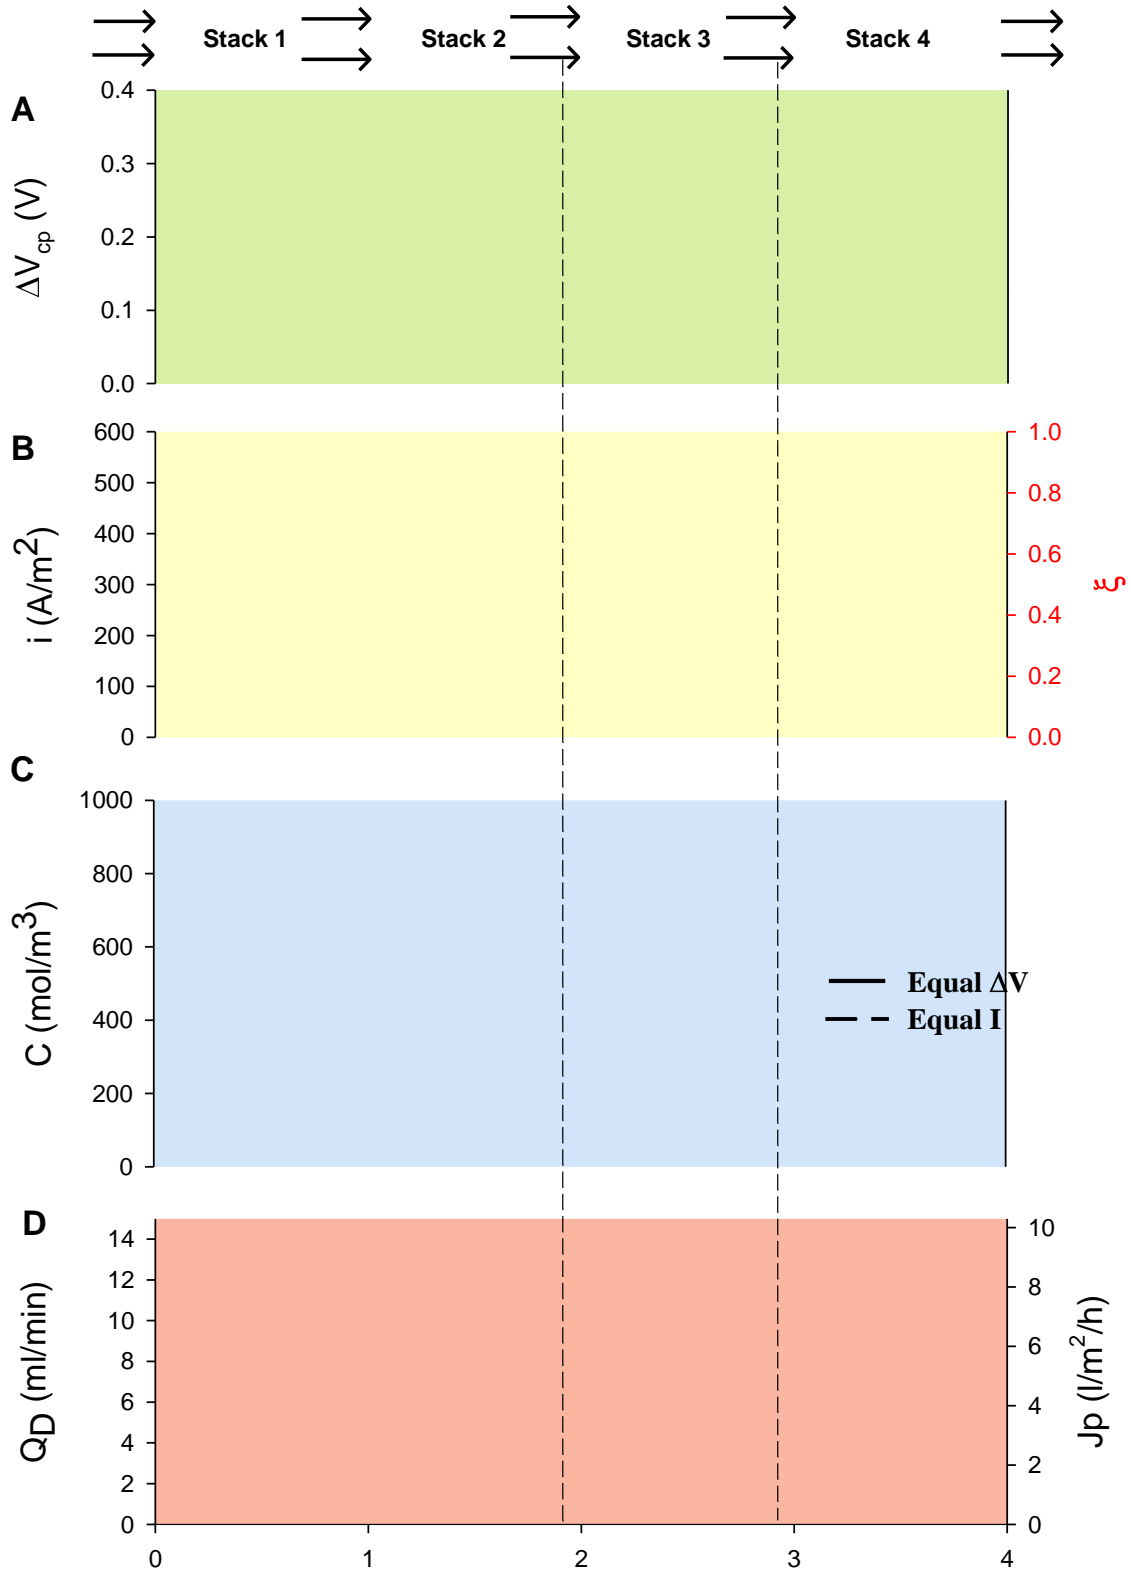 Stack 1 Stack 2 Stack 3 Stack 4
A
ΔV_cp (V)
0.4
0.3
0.2
0.1
0.0
B
i (A/m²)
600
500
400
300
200
100
0
1.0
0.8
0.6
0.4
0.2
0.0
ξ
C
C (mol/m³)
1000
800
600
400
200
0
Equal ΔV
Equal I
D
Q_D (ml/min)
14
12
10
8
6
4
2
0
10
8
6
4
2
0
Jp (l/m²/h)
0 1 2 3 4